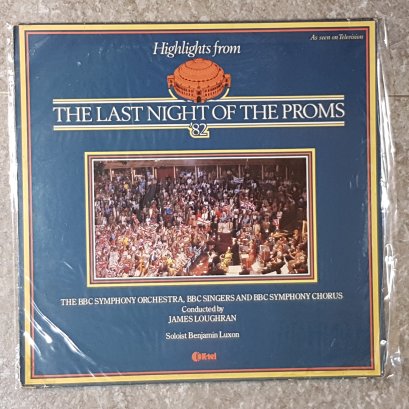 As seen on Television
Highlights from
THE LAST NIGHT OF THE PROMS
'82
THE BBC SYMPHONY ORCHESTRA, BBC SINGERS AND BBC SYMPHONY CHORUS
Conducted by
JAMES LOUGHRAN
Soloist Benjamin Luxon
K-tel